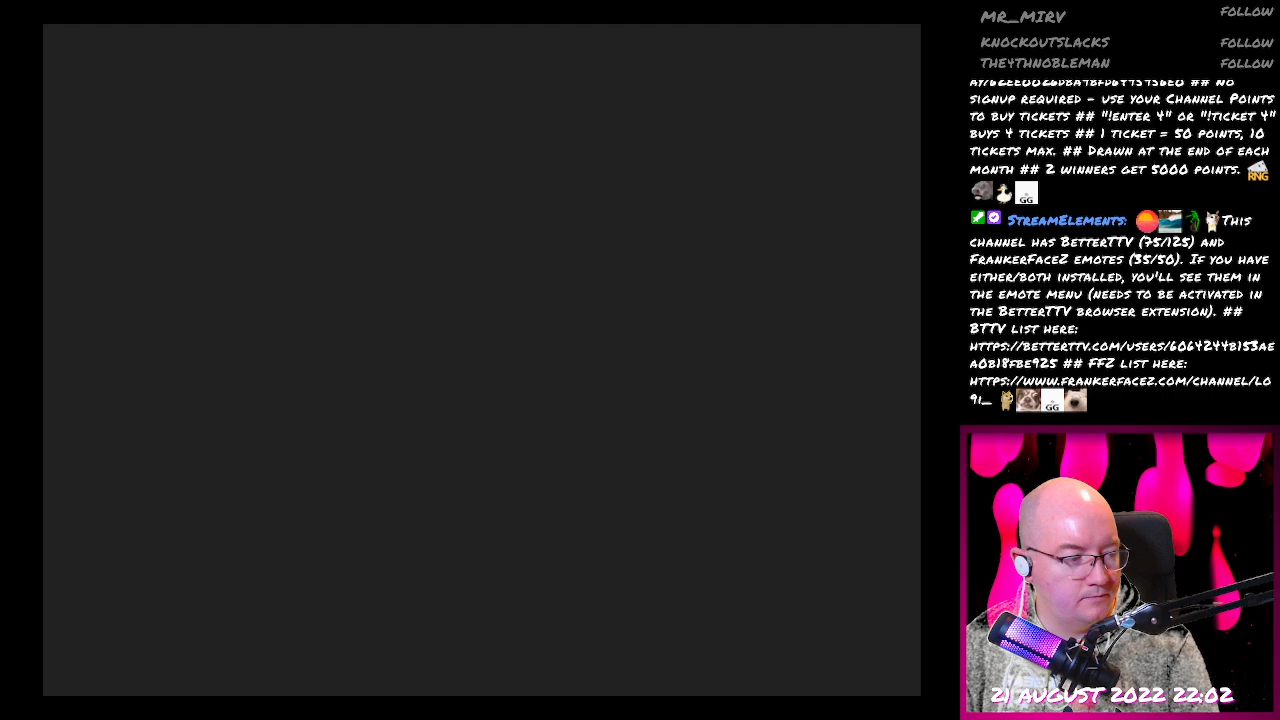 MR_MIRV FOLLOW
KNOCKOUTSLACKS FOLLOW
THE4THNOBLEMAN FOLLOW
## NO
SIGNUP REQUIRED - USE YOUR CHANNEL POINTS
TO BUY TICKETS ## "!ENTER 4" OR "!TICKET 4"
BUYS 4 TICKETS ## 1 TICKET = 50 POINTS, 10
TICKETS MAX. ## DRAWN AT THE END OF EACH
MONTH ## 2 WINNERS GET 5000 POINTS. RNG
GG
STREAMELEMENTS: THIS
CHANNEL HAS BETTERTTV (75/125) AND
FRANKERFACEZ EMOTES (35/50). IF YOU HAVE
EITHER/BOTH INSTALLED, YOU'LL SEE THEM IN
THE EMOTE MENU (NEEDS TO BE ACTIVATED IN
THE BETTERTTV BROWSER EXTENSION). ##
BTTV LIST HERE:
HTTPS://BETTERTTV.COM/USERS/6064244B153AE
A0B18FBE925 ## FFZ LIST HERE:
HTTPS://WWW.FRANKERFACEZ.COM/CHANNEL/LO
9I_ GG
21 AUGUST 2022 22:02